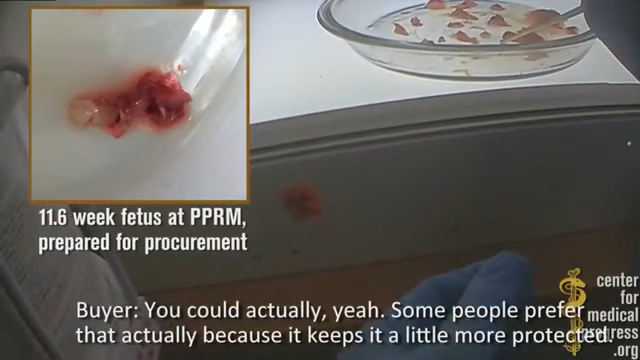 11.6 week fetus at PPRM,
prepared for procurement
center
for
medical
progress
.org
Buyer: You could actually, yeah. Some people prefer
that actually because it keeps it a little more protected.